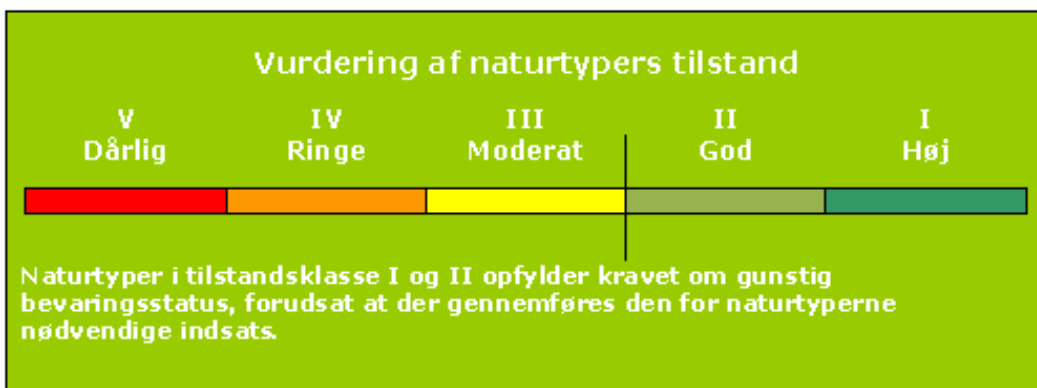 Vurdering af naturtypers tilstand
V IV III II I
Dårlig Ringe Moderat God Høj
Naturtyper i tilstandsklasse I og II opfylder kravet om gunstig
bevaringsstatus, forudsat at der gennemføres den for naturtyperne
nødvendige indsats.